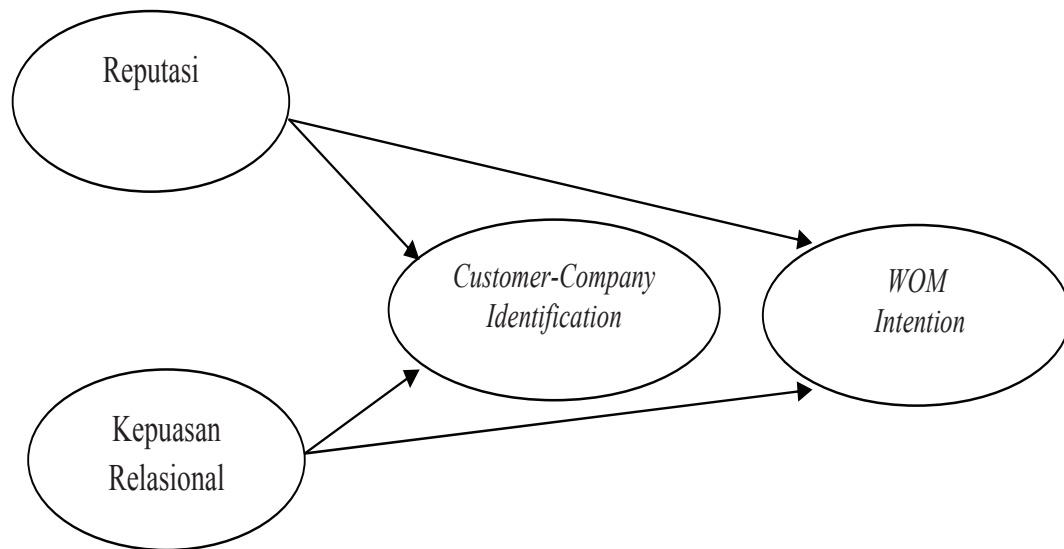 Reputasi
Customer-Company
Identification
WOM
Intention
Kepuasan
Relasional